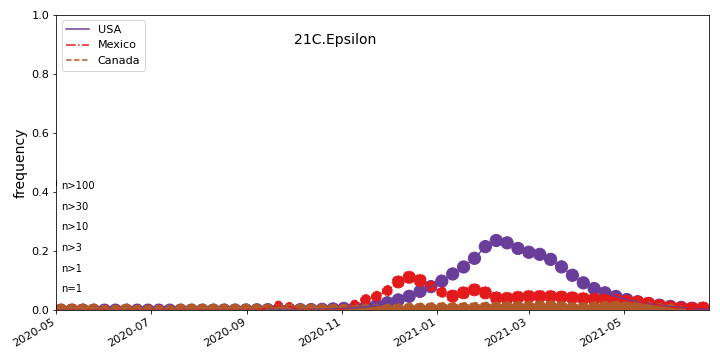 21C.Epsilon
USA
Mexico
Canada
frequency
1.0
0.8
0.6
0.4
0.2
0.0
n>100
n>30
n>10
n>3
n>1
n=1
2020-05
2020-07
2020-09
2020-11
2021-01
2021-03
2021-05